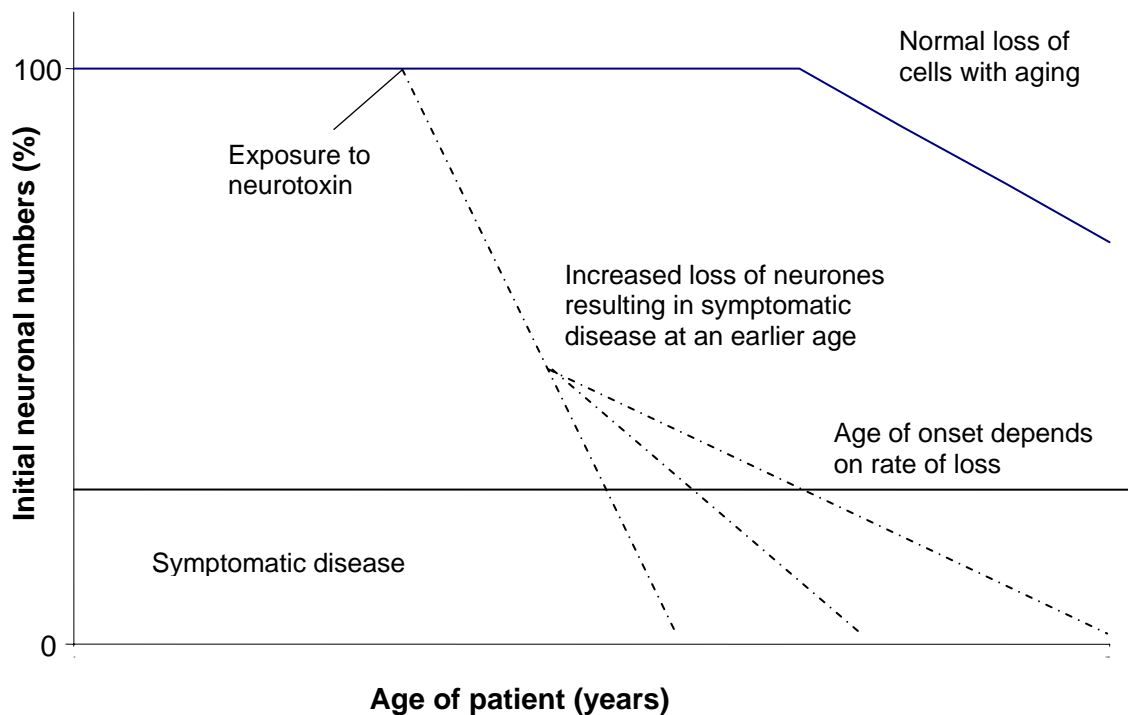 Normal loss of
cells with aging
100
Exposure to
neurotoxin
Initial neuronal numbers (%)
Increased loss of neurones
resulting in symptomatic
disease at an earlier age
Age of onset depends
on rate of loss
Symptomatic disease
0
Age of patient (years)